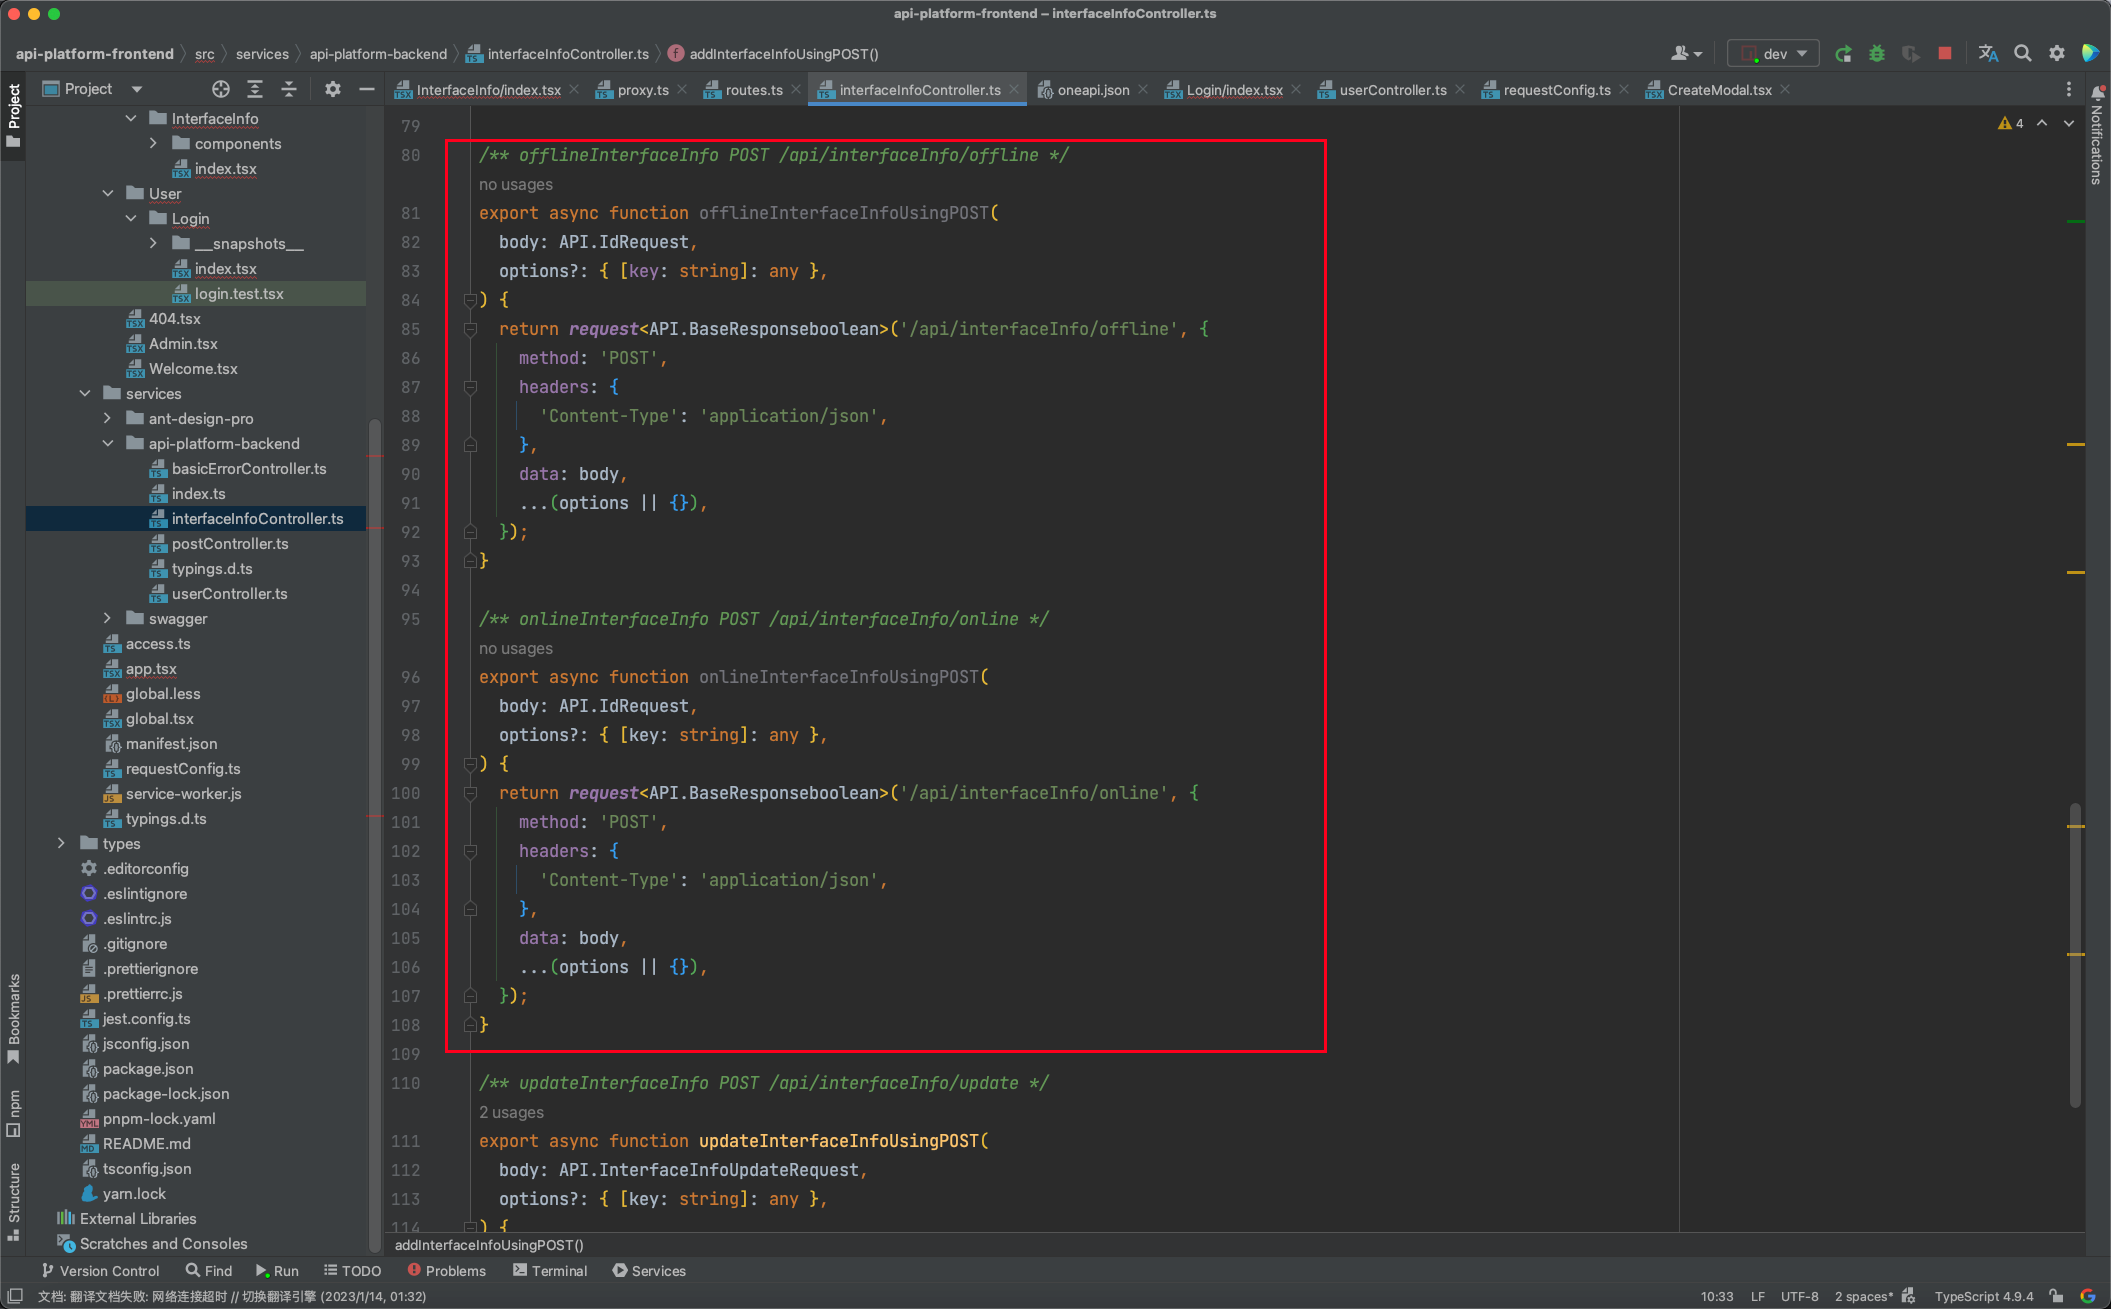 api-platform-frontend – interfaceInfoController.ts
api-platform-frontend
src
services
api-platform-backend
interfaceInfoController.ts
addInterfaceInfoUsingPOST()
dev
Project
Project
InterfaceInfo/index.tsx
proxy.ts
routes.ts
interfaceInfoController.ts
oneapi.json
Login/index.tsx
userController.ts
requestConfig.ts
CreateModal.tsx
Notifications
InterfaceInfo
components
index.tsx
User
Login
__snapshots__
index.tsx
login.test.tsx
404.tsx
Admin.tsx
Welcome.tsx
services
ant-design-pro
api-platform-backend
basicErrorController.ts
index.ts
interfaceInfoController.ts
postController.ts
typings.d.ts
userController.ts
swagger
access.ts
app.tsx
global.less
global.tsx
manifest.json
requestConfig.ts
service-worker.js
typings.d.ts
types
.editorconfig
.eslintignore
.eslintrc.js
.gitignore
.prettierignore
.prettierrc.js
jest.config.ts
jsconfig.json
package.json
package-lock.json
pnpm-lock.yaml
README.md
tsconfig.json
yarn.lock
External Libraries
Scratches and Consoles
Bookmarks
npm
Structure
4
79
80 /** offlineInterfaceInfo POST /api/interfaceInfo/offline */
no usages
81 export async function offlineInterfaceInfoUsingPOST(
82 body: API.IdRequest,
83 options?: { [key: string]: any },
84 ) {
85 return request<API.BaseResponseboolean>('/api/interfaceInfo/offline', {
86 method: 'POST',
87 headers: {
88 'Content-Type': 'application/json',
89 },
90 data: body,
91 ...(options || {}),
92 });
93 }
94
95 /** onlineInterfaceInfo POST /api/interfaceInfo/online */
no usages
96 export async function onlineInterfaceInfoUsingPOST(
97 body: API.IdRequest,
98 options?: { [key: string]: any },
99 ) {
100 return request<API.BaseResponseboolean>('/api/interfaceInfo/online', {
101 method: 'POST',
102 headers: {
103 'Content-Type': 'application/json',
104 },
105 data: body,
106 ...(options || {}),
107 });
108 }
109
110 /** updateInterfaceInfo POST /api/interfaceInfo/update */
2 usages
111 export async function updateInterfaceInfoUsingPOST(
112 body: API.InterfaceInfoUpdateRequest,
113 options?: { [key: string]: any },
114 ) {
addInterfaceInfoUsingPOST()
Version Control
Find
Run
TODO
Problems
Terminal
Services
文档: 翻译文档失败: 网络连接超时 // 切换翻译引擎 (2023/1/14, 01:32)
10:33
LF
UTF-8
2 spaces*
TypeScript 4.9.4